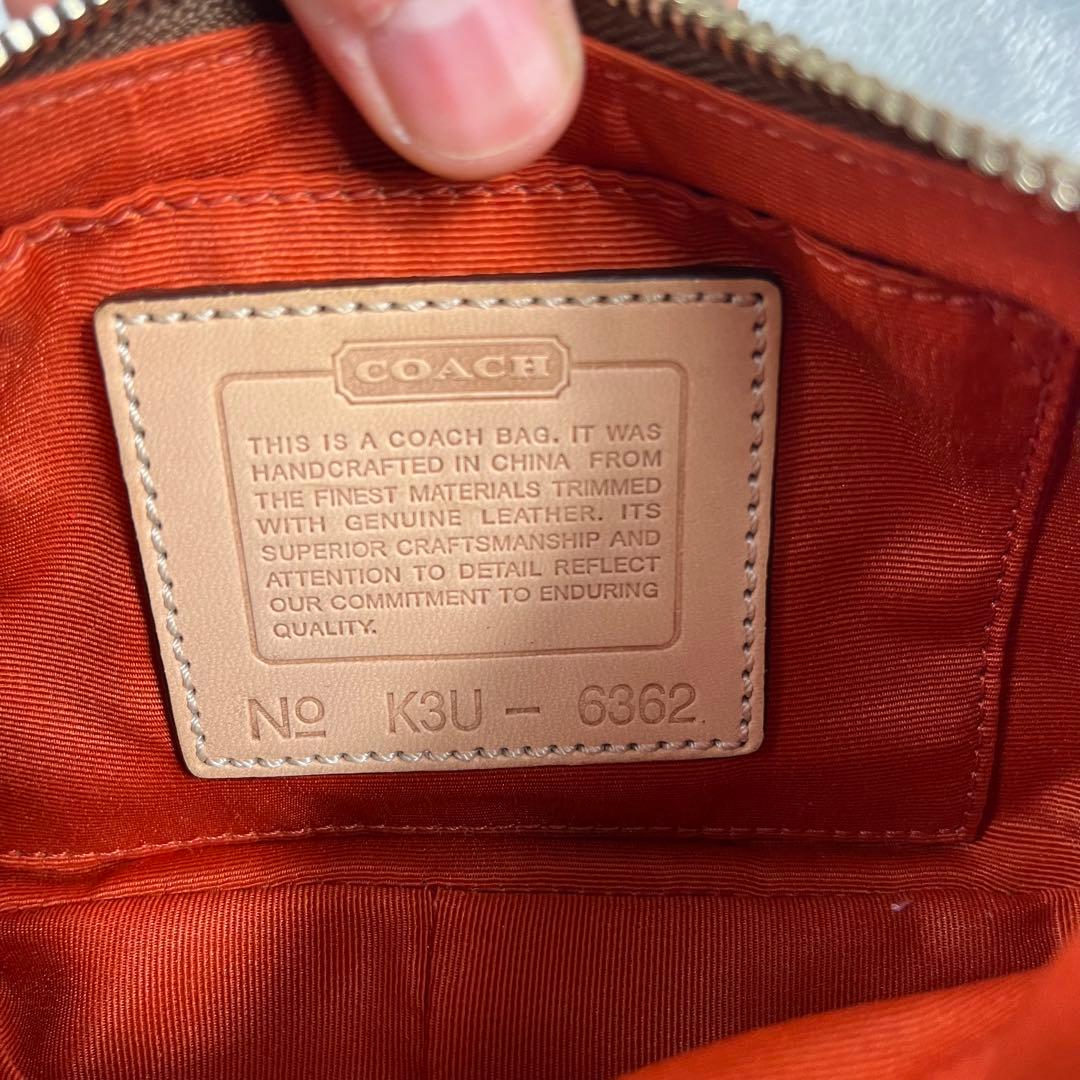 COACH
THIS IS A COACH BAG. IT WAS
HANDCRAFTED IN CHINA FROM
THE FINEST MATERIALS TRIMMED
WITH GENUINE LEATHER. ITS
SUPERIOR CRAFTSMANSHIP AND
ATTENTION TO DETAIL REFLECT
OUR COMMITMENT TO ENDURING
QUALITY.
No K3U - 6362